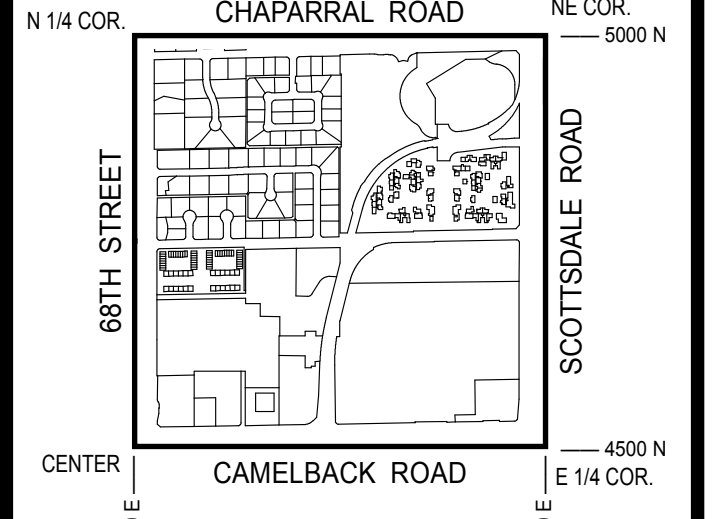 CHAPARRAL ROAD
N 1/4 COR.
NE COR.
5000 N
68TH STREET
SCOTTSDALE ROAD
4500 N
CENTER
CAMELBACK ROAD
E 1/4 COR.
E
E